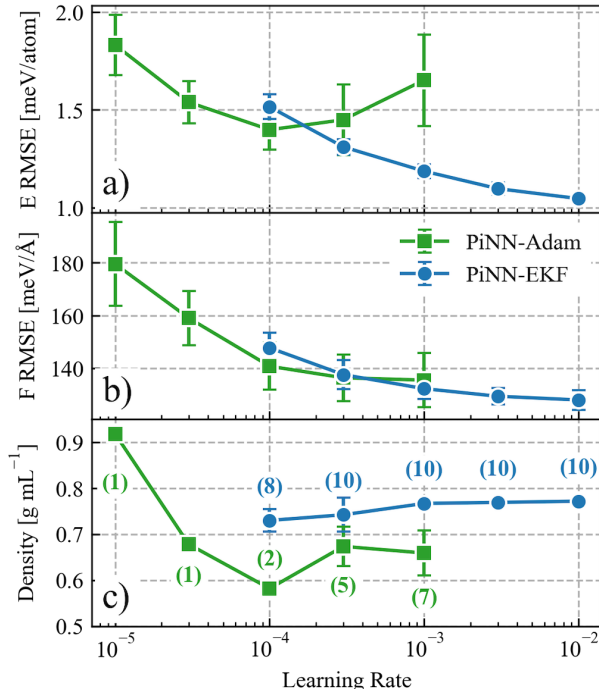 E RMSE [meV/atom]
2.0
1.5
1.0
a)
F RMSE [meV/Å]
180
160
140
b)
PiNN-Adam
PiNN-EKF
Density [g mL⁻¹]
0.9
0.8
0.7
0.6
0.5
c)
(1)
(1)
(2)
(5)
(7)
(8)
(10)
(10)
(10)
(10)
10⁻⁵
10⁻⁴
10⁻³
10⁻²
Learning Rate